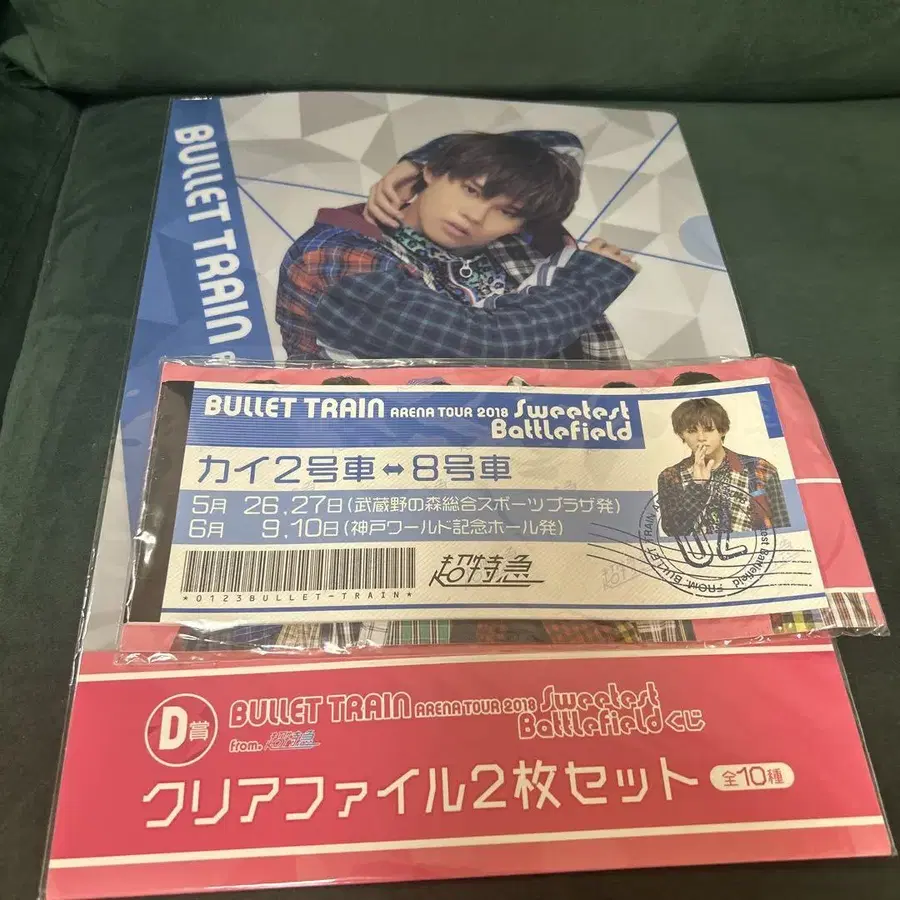 BULLET TRAIN
BULLET TRAIN ARENA TOUR 2018 Sweetest
Battlefield
カイ2号車↔8号車
5月 26,27日(武蔵野の森総合スポーツプラザ発)
6月 9,10日(神戸ワールド記念ホール発)
*0123BULLET-TRAIN*
超特急
FROM. BULLET TRAIN
D賞
BULLET TRAIN ARENA TOUR 2018 Sweetest
Battlefieldくじ
from. 超特急
クリアファイル2枚セット 全10種